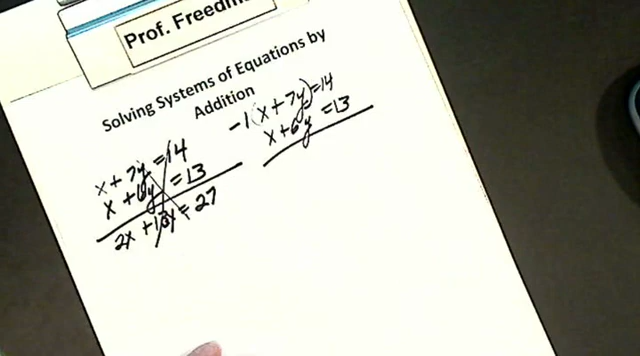 Prof. Freedm
Solving Systems of Equations by
Addition
x + 7y = 14
x + 6y = 13
2x + 13y = 27
-1(x + 7y) = 14
x + 6y = 13